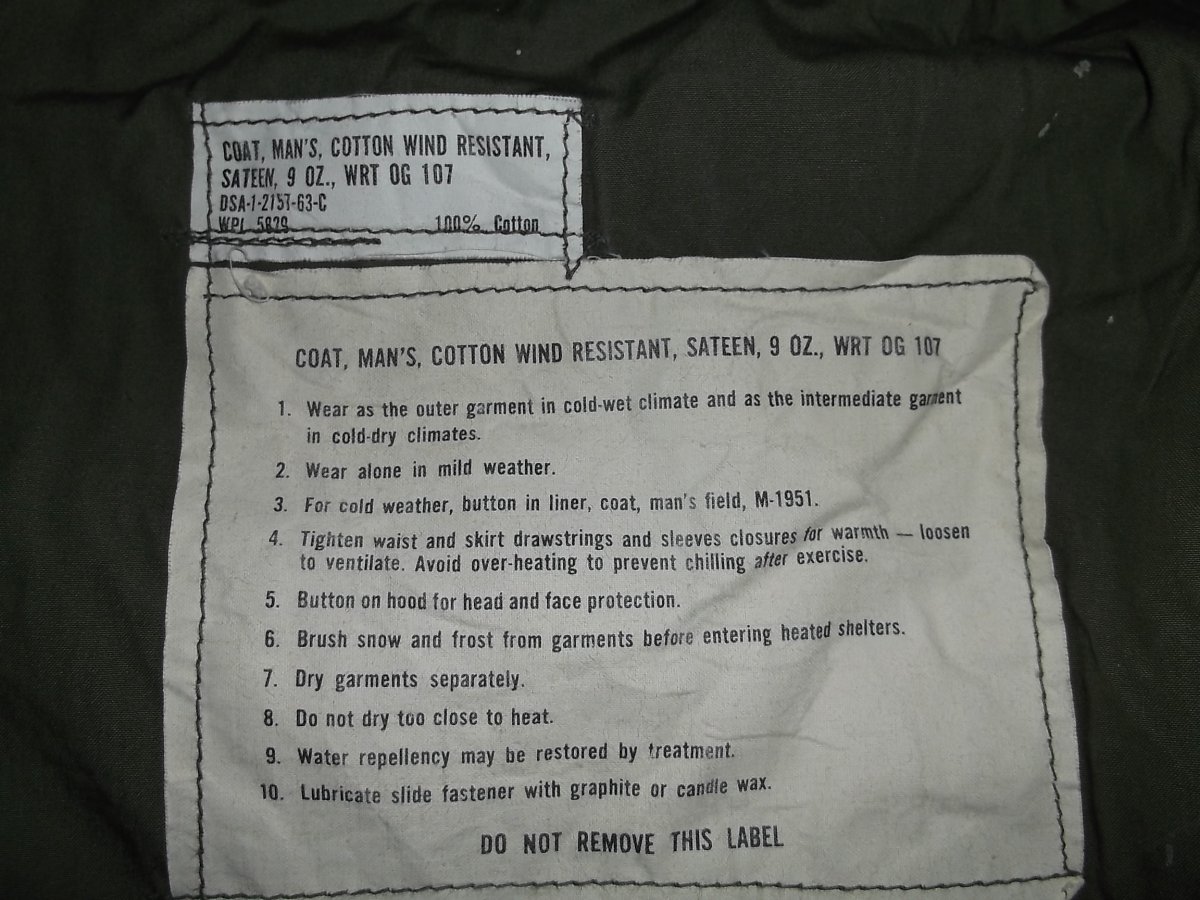 COAT, MAN'S, COTTON WIND RESISTANT,
SATEEN, 9 OZ., WRT OG 107
DSA-1-2157-63-C
WPL 5829 100% Cotton
COAT, MAN'S, COTTON WIND RESISTANT, SATEEN, 9 OZ., WRT OG 107
1. Wear as the outer garment in cold-wet climate and as the intermediate garment
in cold-dry climates.
2. Wear alone in mild weather.
3. For cold weather, button in liner, coat, man's field, M-1951.
4. Tighten waist and skirt drawstrings and sleeves closures for warmth — loosen
to ventilate. Avoid over-heating to prevent chilling after exercise.
5. Button on hood for head and face protection.
6. Brush snow and frost from garments before entering heated shelters.
7. Dry garments separately.
8. Do not dry too close to heat.
9. Water repellency may be restored by treatment.
10. Lubricate slide fastener with graphite or candle wax.
DO NOT REMOVE THIS LABEL